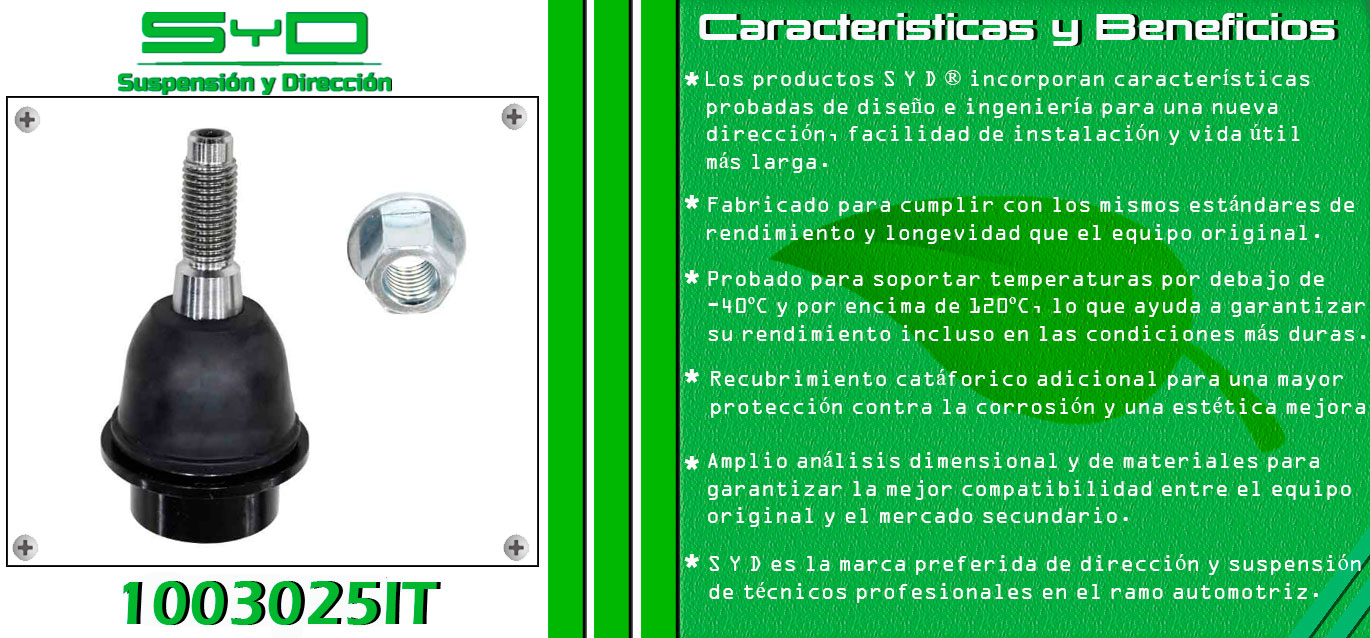 SYD
Suspensión y Dirección
1003025IT
Caracteristicas y Beneficios
* Los productos S Y D ® incorporan características
probadas de diseño e ingeniería para una nueva
dirección, facilidad de instalación y vida útil
más larga.
* Fabricado para cumplir con los mismos estándares de
rendimiento y longevidad que el equipo original.
* Probado para soportar temperaturas por debajo de
-40ºC y por encima de 120ºC, lo que ayuda a garantizar
su rendimiento incluso en las condiciones más duras.
* Recubrimiento catáforico adicional para una mayor
protección contra la corrosión y una estética mejora
* Amplio análisis dimensional y de materiales para
garantizar la mejor compatibilidad entre el equipo
original y el mercado secundario.
* S Y D es la marca preferida de dirección y suspensión
de técnicos profesionales en el ramo automotriz.